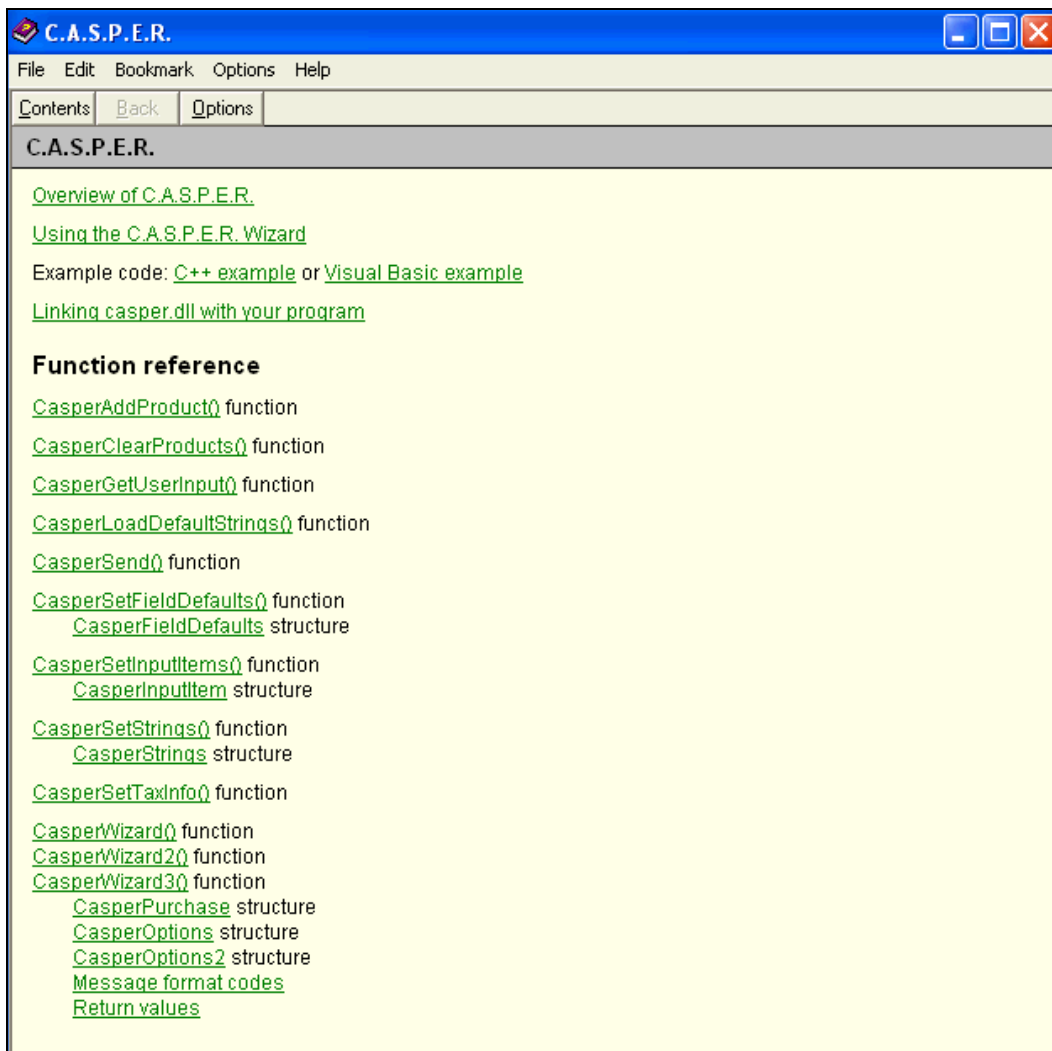 C.A.S.P.E.R.
File Edit Bookmark Options Help
Contents Back Options
C.A.S.P.E.R.
Overview of C.A.S.P.E.R.
Using the C.A.S.P.E.R. Wizard
Example code: C++ example or Visual Basic example
Linking casper.dll with your program
Function reference
CasperAddProduct() function
CasperClearProducts() function
CasperGetUserInput() function
CasperLoadDefaultStrings() function
CasperSend() function
CasperSetFieldDefaults() function
CasperFieldDefaults structure
CasperSetInputItems() function
CasperInputItem structure
CasperSetStrings() function
CasperStrings structure
CasperSetTaxInfo() function
CasperWizard() function
CasperWizard2() function
CasperWizard3() function
CasperPurchase structure
CasperOptions structure
CasperOptions2 structure
Message format codes
Return values